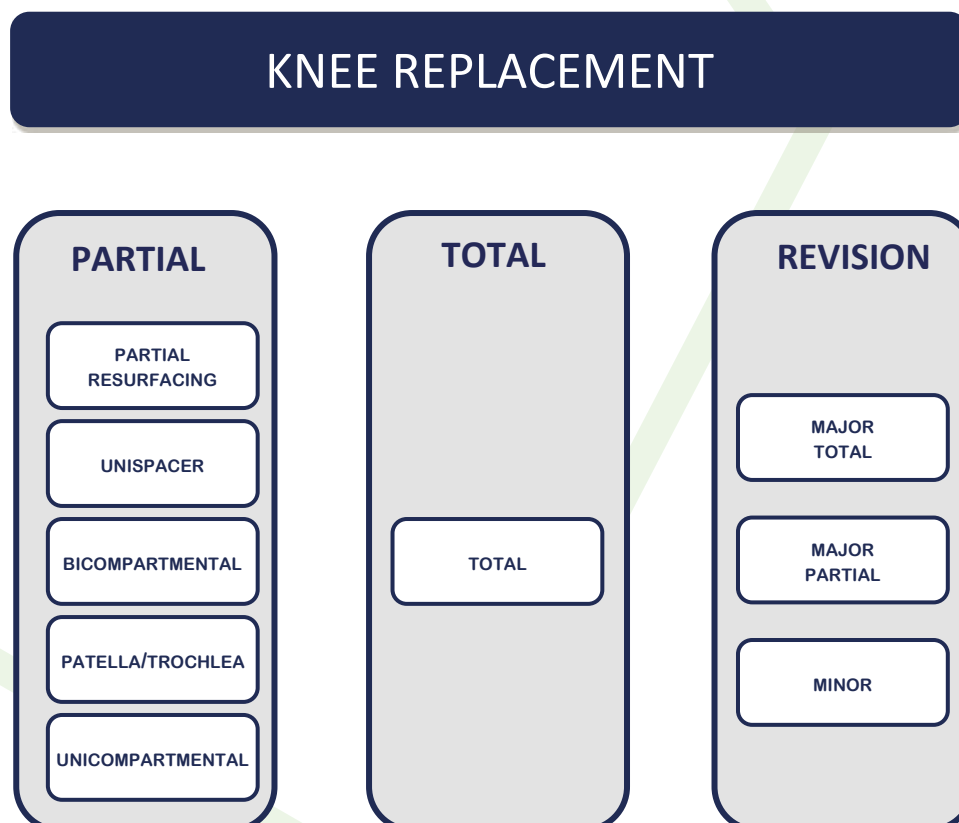 KNEE REPLACEMENT
PARTIAL
PARTIAL
RESURFACING
UNISPACER
BICOMPARTMENTAL
PATELLA/TROCHLEA
UNICOMPARTMENTAL
TOTAL
TOTAL
REVISION
MAJOR
TOTAL
MAJOR
PARTIAL
MINOR